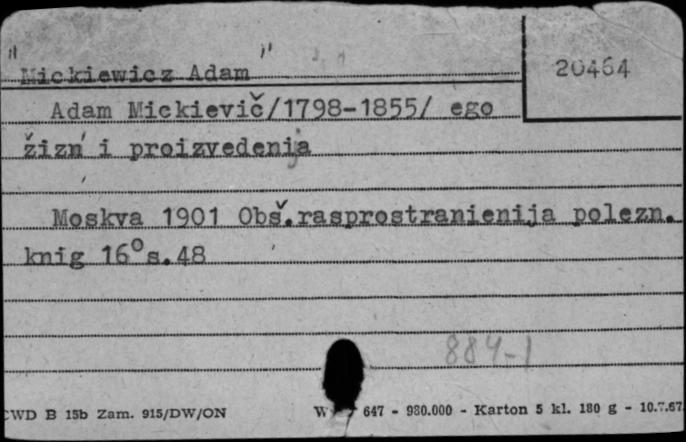 "Mickiewicz Adam"
20464
Adam Mickievič/1798-1855/ ego
žizń i proizvedenija
Moskva 1901 Obš.rasprostranienija polezn.
knig 16° s.48
884-1
CWD B 15b Zam. 915/DW/ON
647 - 980.000 - Karton 5 kl. 180 g - 10.7.67